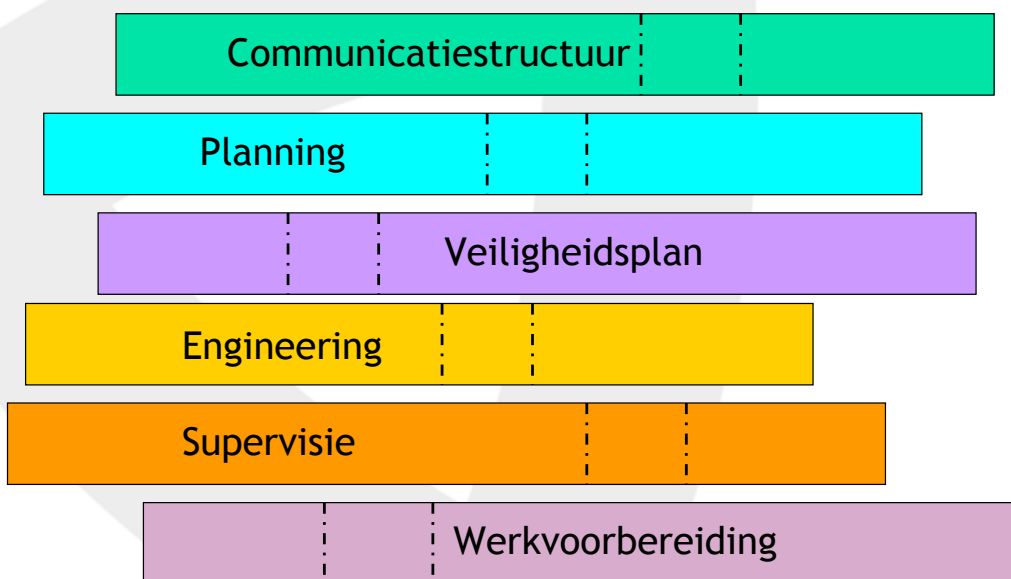 Communicatiestructuur
Planning
Veiligheidsplan
Engineering
Supervisie
Werkvoorbereiding